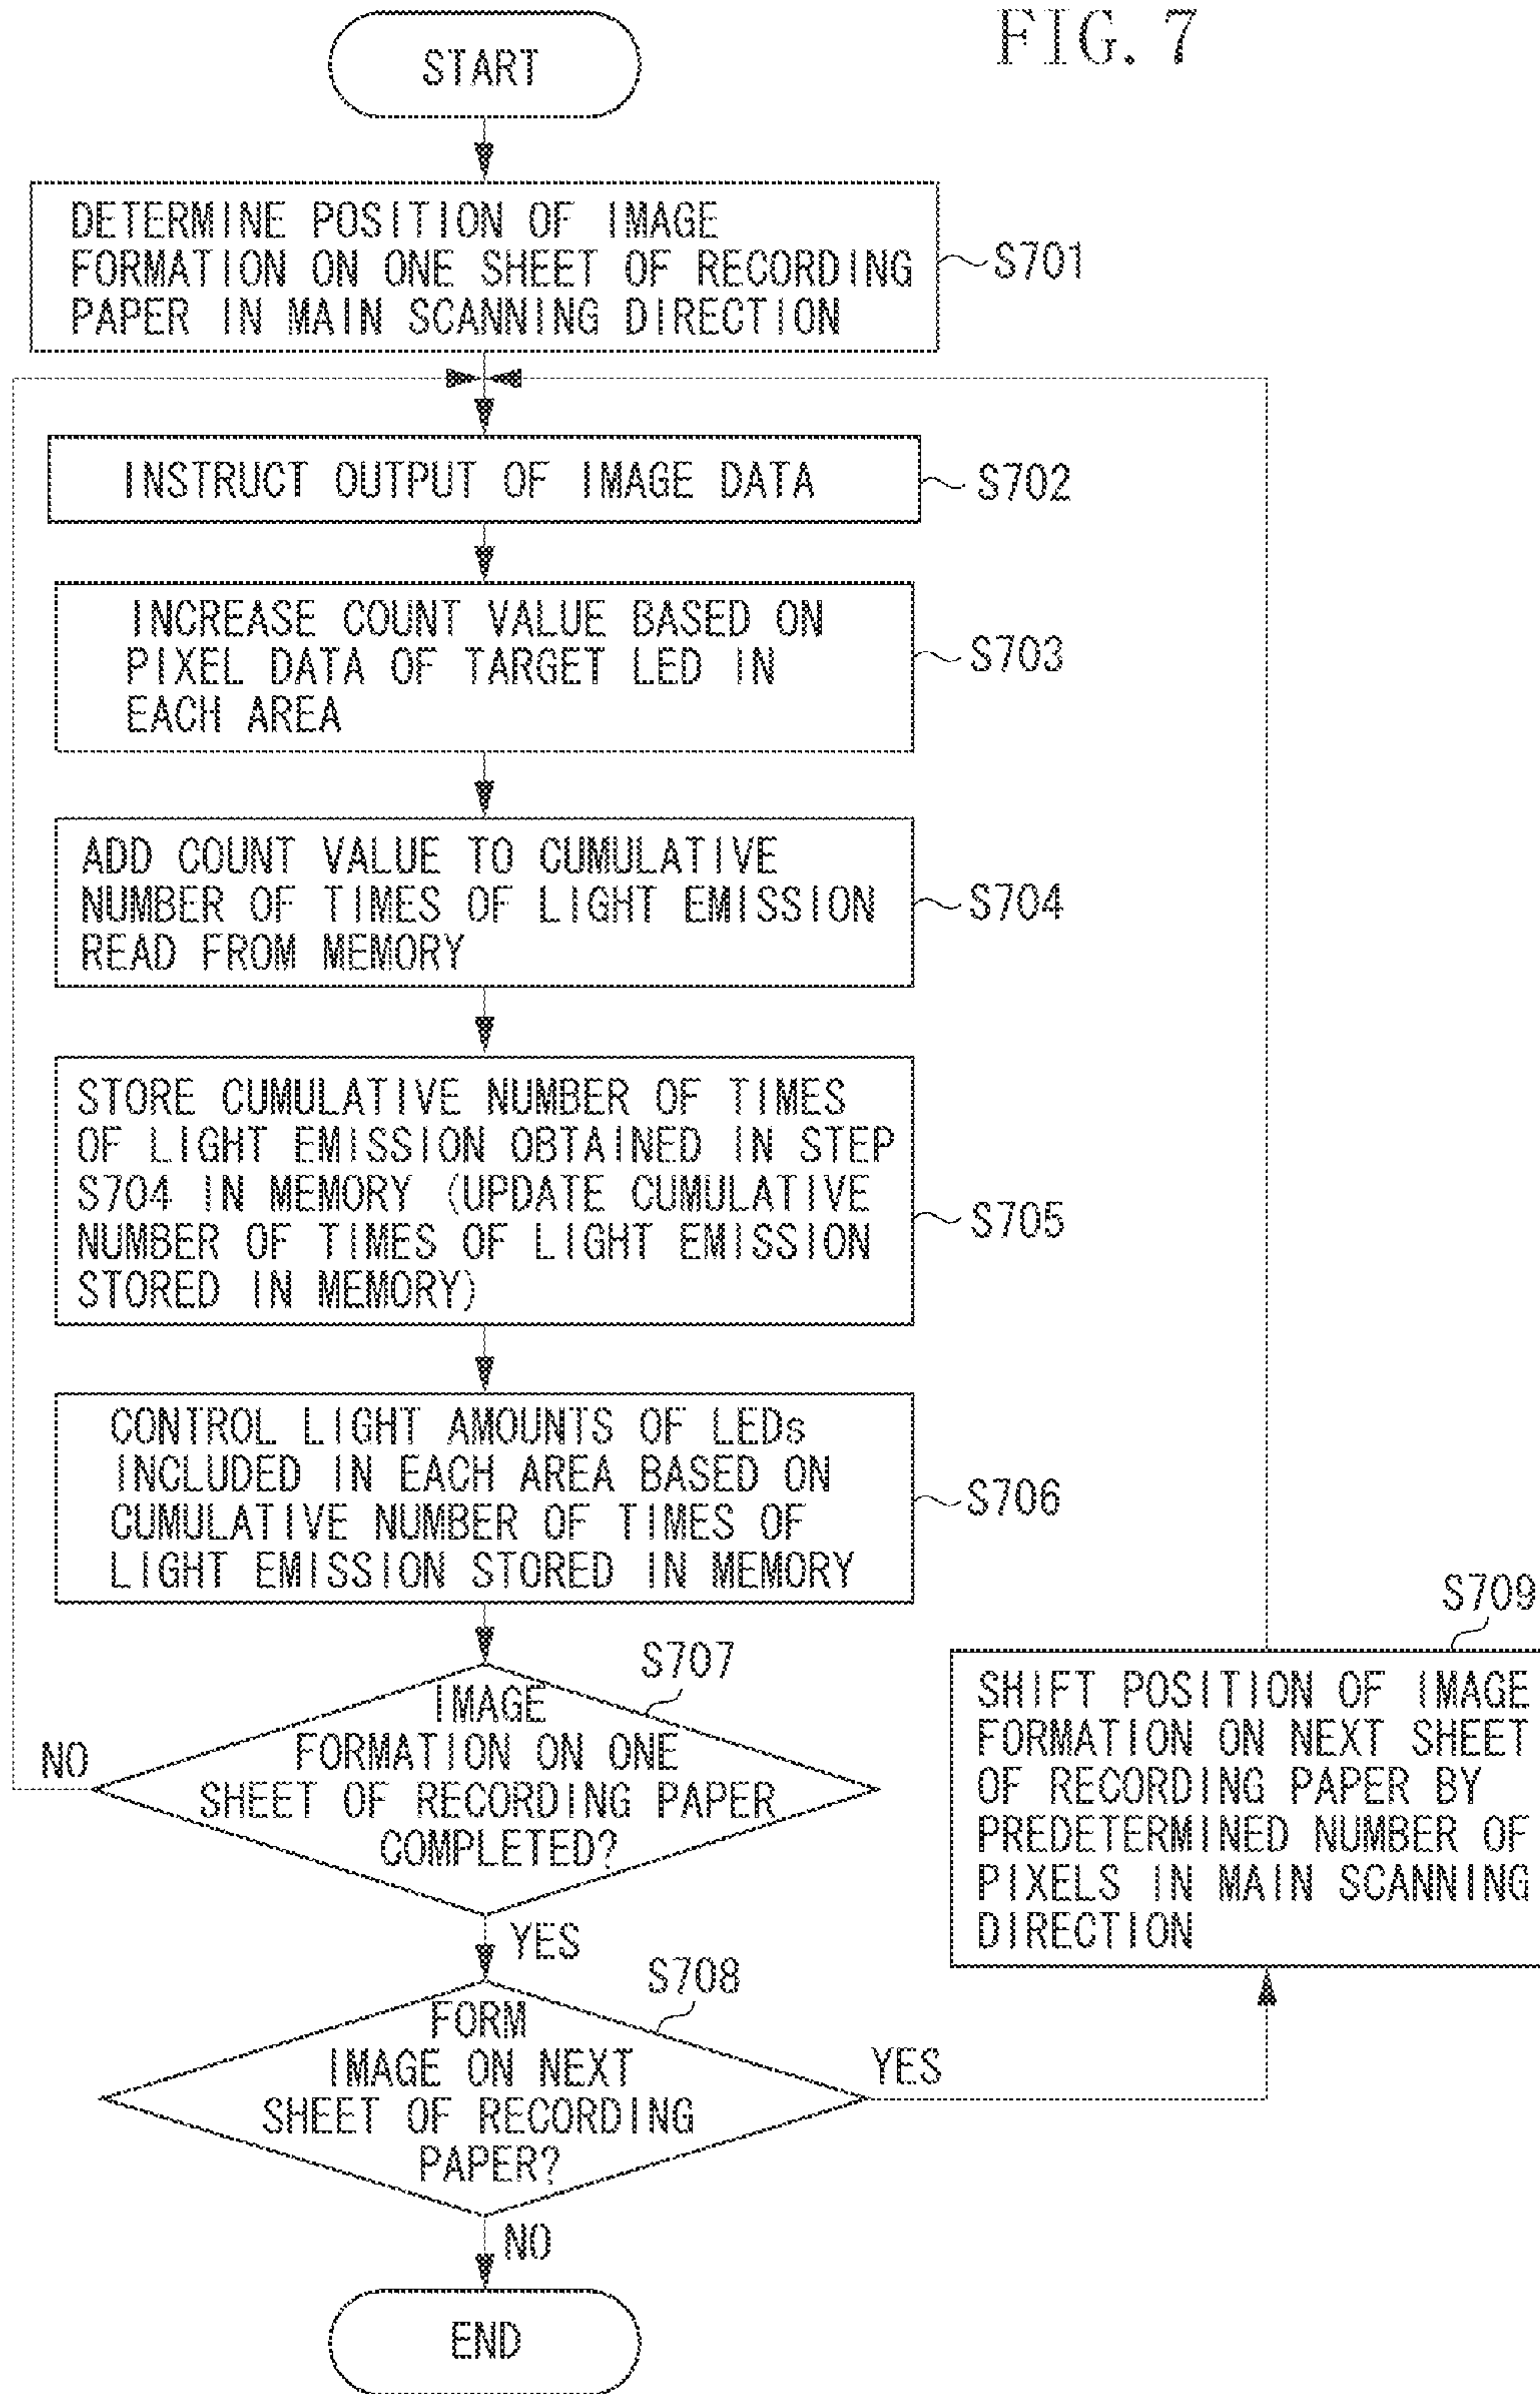 FIG. 7
START
DETERMINE POSITION OF IMAGE
FORMATION ON ONE SHEET OF RECORDING
PAPER IN MAIN SCANNING DIRECTION
S701
INSTRUCT OUTPUT OF IMAGE DATA
S702
INCREASE COUNT VALUE BASED ON
PIXEL DATA OF TARGET LED IN
EACH AREA
S703
ADD COUNT VALUE TO CUMULATIVE
NUMBER OF TIMES OF LIGHT EMISSION
READ FROM MEMORY
S704
STORE CUMULATIVE NUMBER OF TIMES
OF LIGHT EMISSION OBTAINED IN STEP
S704 IN MEMORY (UPDATE CUMULATIVE
NUMBER OF TIMES OF LIGHT EMISSION
STORED IN MEMORY)
S705
CONTROL LIGHT AMOUNTS OF LEDs
INCLUDED IN EACH AREA BASED ON
CUMULATIVE NUMBER OF TIMES OF
LIGHT EMISSION STORED IN MEMORY
S706
S707
IMAGE
FORMATION ON ONE
SHEET OF RECORDING PAPER
COMPLETED?
NO
YES
S708
FORM
IMAGE ON NEXT
SHEET OF RECORDING
PAPER?
YES
NO
S709
SHIFT POSITION OF IMAGE
FORMATION ON NEXT SHEET
OF RECORDING PAPER BY
PREDETERMINED NUMBER OF
PIXELS IN MAIN SCANNING
DIRECTION
END